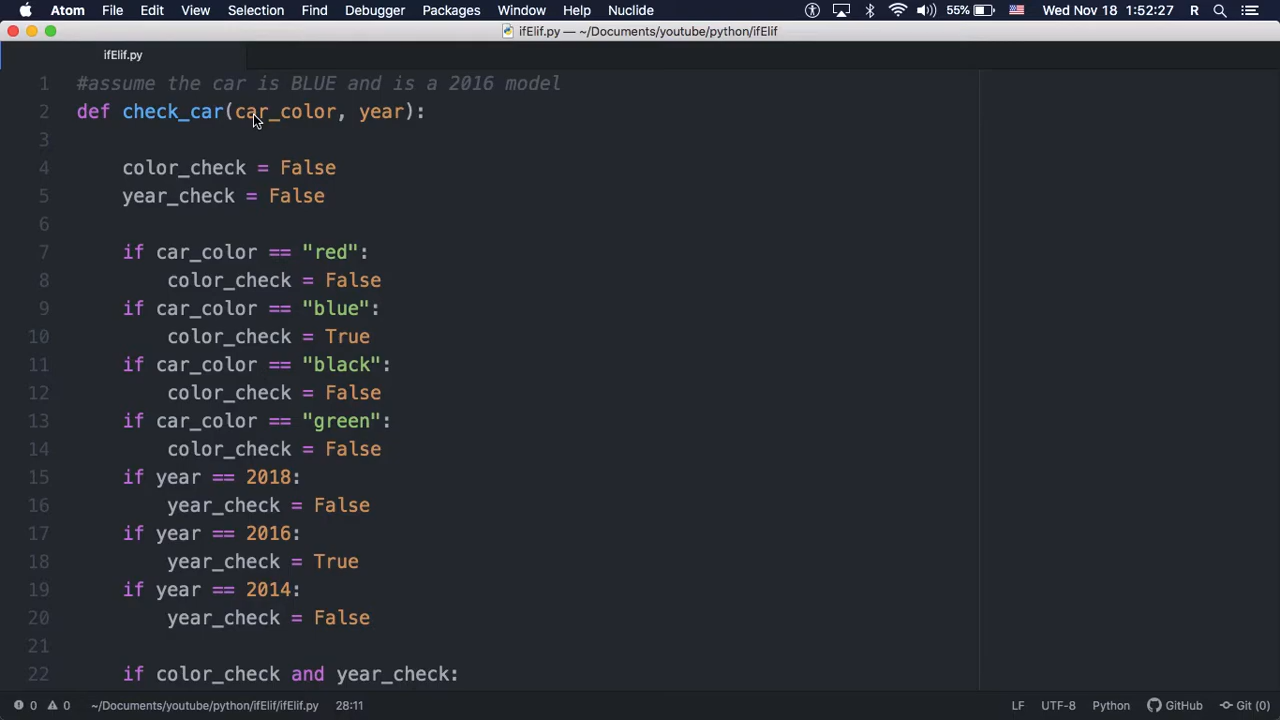 Atom File Edit View Selection Find Debugger Packages Window Help Nuclide 55% Wed Nov 18 1:52:27 R
ifElif.py — ~/Documents/youtube/python/ifElif
ifElif.py
1 #assume the car is BLUE and is a 2016 model
2 def check_car(car_color, year):
3
4 color_check = False
5 year_check = False
6
7 if car_color == "red":
8 color_check = False
9 if car_color == "blue":
10 color_check = True
11 if car_color == "black":
12 color_check = False
13 if car_color == "green":
14 color_check = False
15 if year == 2018:
16 year_check = False
17 if year == 2016:
18 year_check = True
19 if year == 2014:
20 year_check = False
21
22 if color_check and year_check:
0 0 ~/Documents/youtube/python/ifElif/ifElif.py 28:11 LF UTF-8 Python GitHub Git (0)